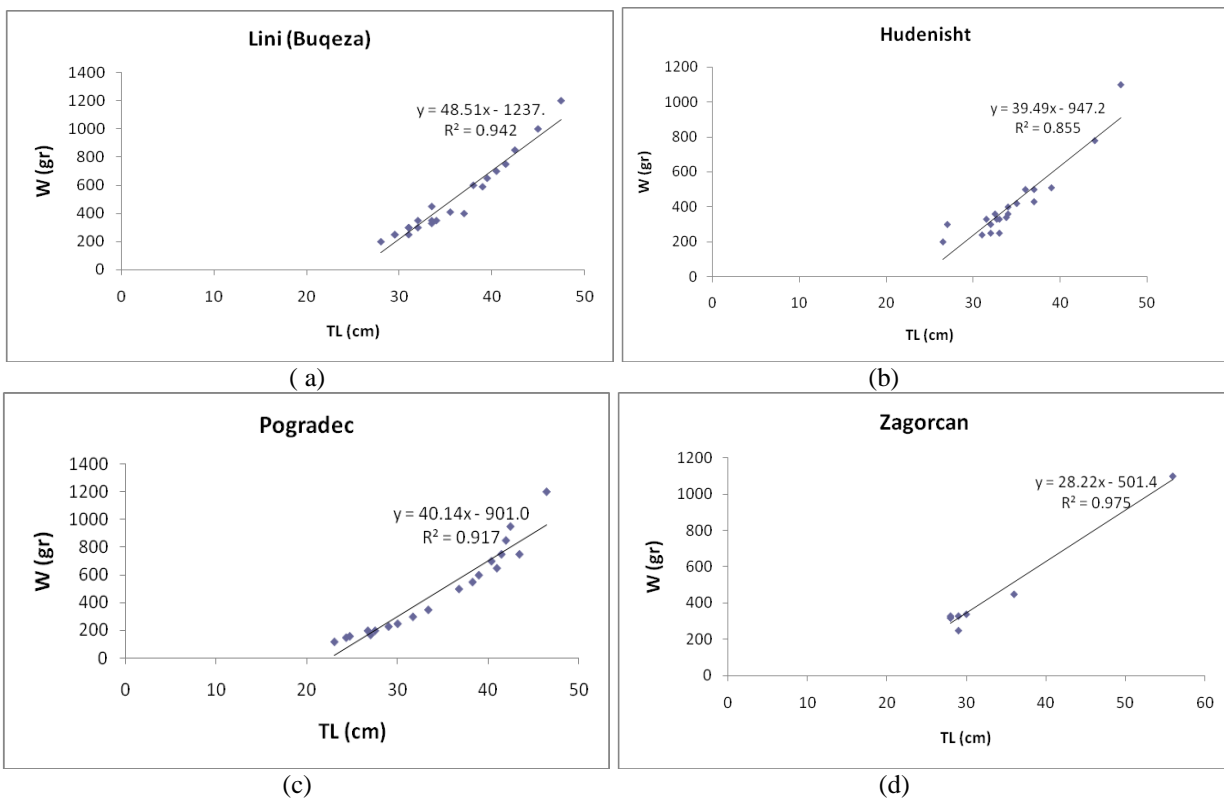 Lini (Buqeza)
W (gr)
1400
1200
1000
800
600
400
200
0
y = 48.51x - 1237.
R² = 0.942
0 10 20 30 40 50
TL (cm)
( a)
Hudenisht
W (gr)
1200
1000
800
600
400
200
0
y = 39.49x - 947.2
R² = 0.855
0 10 20 30 40 50
TL (cm)
(b)
Pogradec
W (gr)
1400
1200
1000
800
600
400
200
0
y = 40.14x - 901.0
R² = 0.917
0 10 20 30 40 50
TL (cm)
(c)
Zagorcan
W (gr)
1200
1000
800
600
400
200
0
y = 28.22x - 501.4
R² = 0.975
0 10 20 30 40 50 60
TL (cm)
(d)